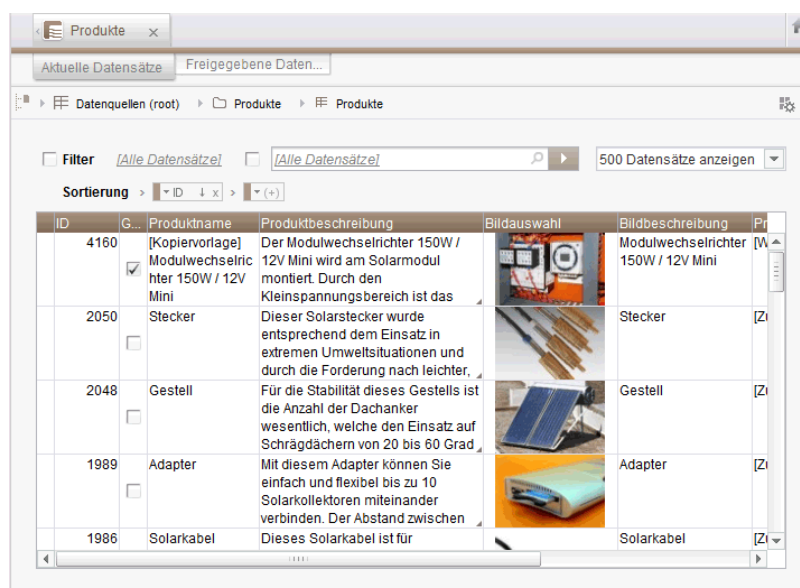 Produkte x
Aktuelle Datensätze Freigegebene Daten...
Datenquellen (root) Produkte Produkte
Filter [Alle Datensätze] [Alle Datensätze] 500 Datensätze anzeigen
Sortierung > ID ↓ x > (+)
ID G... Produktname Produktbeschreibung Bildauswahl Bildbeschreibung Pr
4160 [Kopiervorlage] Der Modulwechselrichter 150W / Modulwechselrichter [W
Modulwechselric 12V Mini wird am Solarmodul 150W / 12V Mini
hter 150W / 12V montiert. Durch den
Mini Kleinspannungsbereich ist das
2050 Stecker Dieser Solarstecker wurde Stecker [Zu
entsprechend dem Einsatz in
extremen Umweltsituationen und
durch die Forderung nach leichter,
2048 Gestell Für die Stabilität dieses Gestells ist Gestell [Zu
die Anzahl der Dachanker
wesentlich, welche den Einsatz auf
Schrägdächern von 20 bis 60 Grad
1989 Adapter Mit diesem Adapter können Sie Adapter [Zu
einfach und flexibel bis zu 10
Solarkollektoren miteinander
verbinden. Der Abstand zwischen
1986 Solarkabel Dieses Solarkabel ist für Solarkabel [Zu